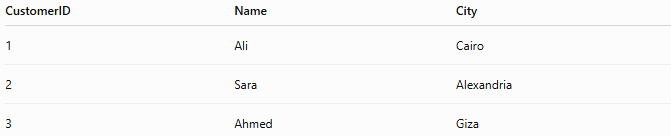 CustomerID Name City
1 Ali Cairo
2 Sara Alexandria
3 Ahmed Giza